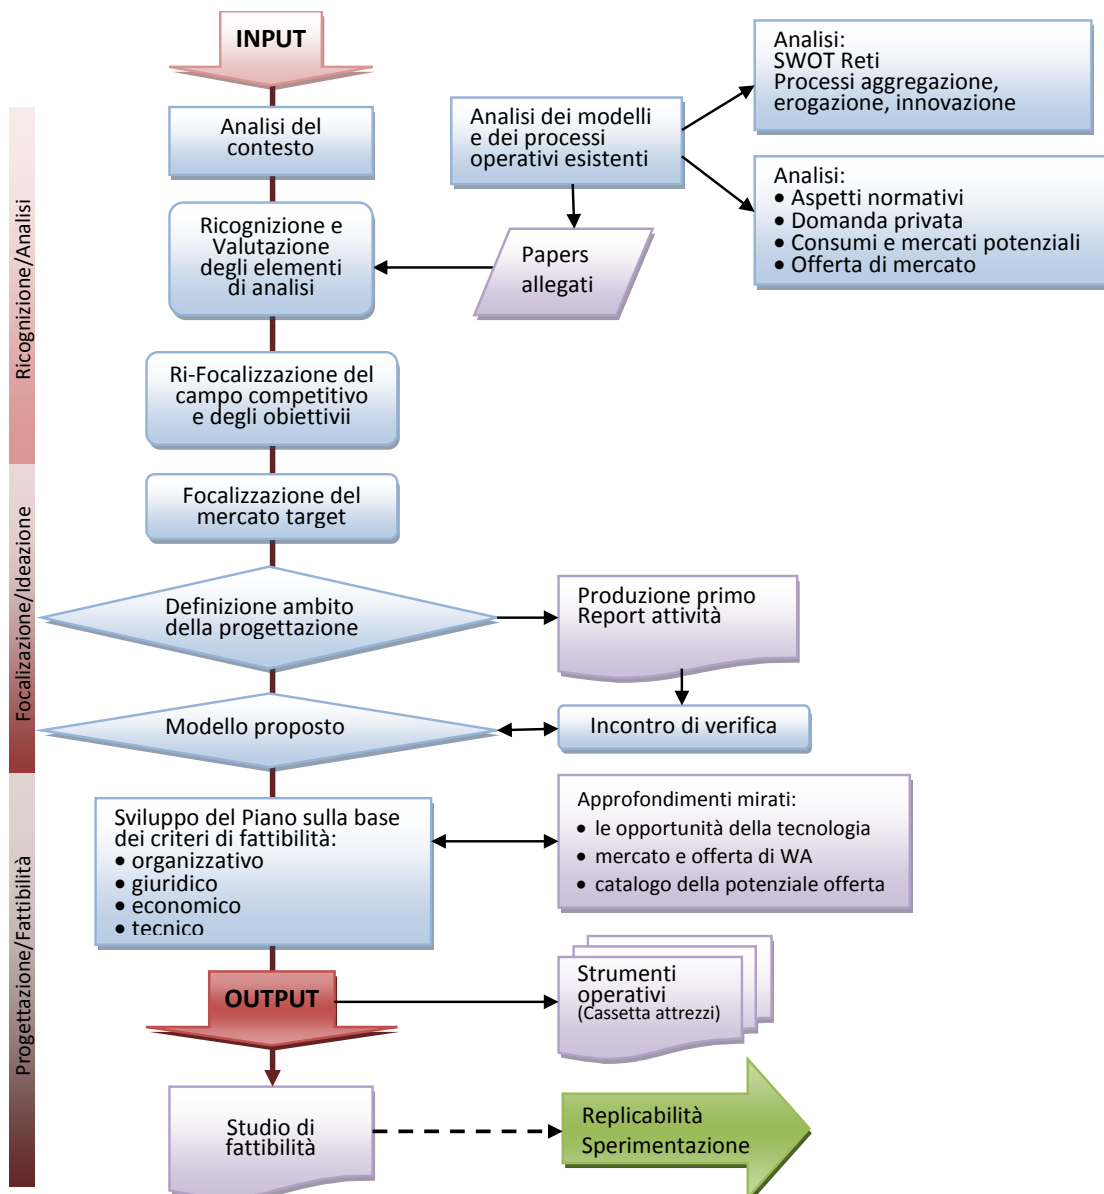 INPUT
Analisi del
contesto
Analisi dei modelli
e dei processi
operativi esistenti
Analisi:
SWOT Reti
Processi aggregazione,
erogazione, innovazione
Analisi:
• Aspetti normativi
• Domanda privata
• Consumi e mercati potenziali
• Offerta di mercato
Ricognizione e
Valutazione
degli elementi
di analisi
Papers
allegati
Ri-Focalizzazione del
campo competitivo
e degli obiettivii
Ricognizione/Analisi
Focalizzazione del
mercato target
Definizione ambito
della progettazione
Produzione primo
Report attività
Modello proposto
Incontro di verifica
Focalizazione/Ideazione
Sviluppo del Piano sulla base
dei criteri di fattibilità:
• organizzativo
• giuridico
• economico
• tecnico
Approfondimenti mirati:
• le opportunità della tecnologia
• mercato e offerta di WA
• catalogo della potenziale offerta
OUTPUT
Strumenti
operativi
(Cassetta attrezzi)
Studio di
fattibilità
Replicabilità
Sperimentazione
Progettazione/Fattibilità